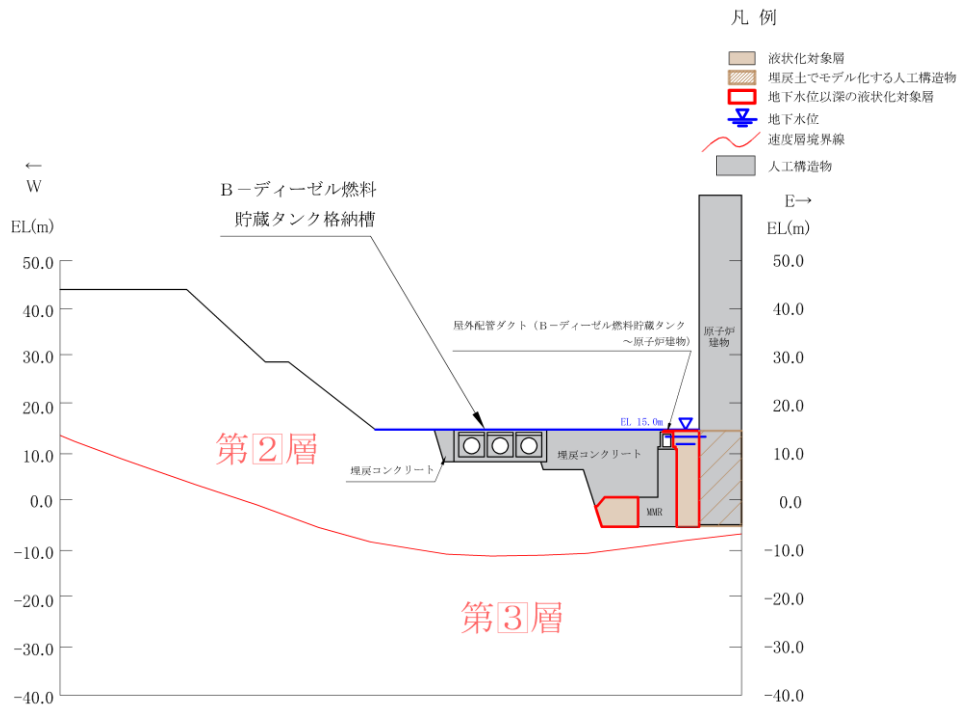 凡 例
液状化対象層
埋戻土でモデル化する人工構造物
地下水位以深の液状化対象層
地下水位
速度層境界線
人工構造物
←
W
EL(m)
E→
EL(m)
B－ディーゼル燃料
貯蔵タンク格納槽
屋外配管ダクト（B－ディーゼル燃料貯蔵タンク
～原子炉建物）
原子炉
建物
EL 15.0m
埋戻コンクリート
埋戻コンクリート
MMR
第2層
第3層
50.0
40.0
30.0
20.0
10.0
0.0
-10.0
-20.0
-30.0
-40.0
50.0
40.0
30.0
20.0
10.0
0.0
-10.0
-20.0
-30.0
-40.0